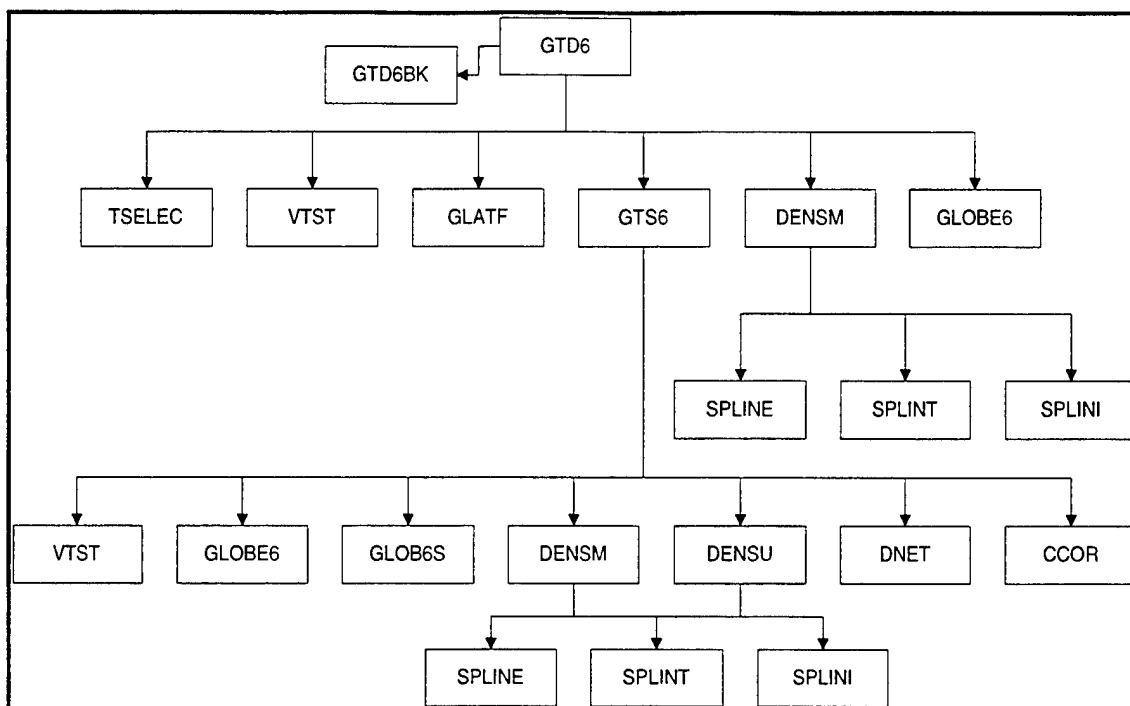 GTD6
GTD6BK
TSELEC
VTST
GLATF
GTS6
DENSM
GLOBE6
SPLINE
SPLINT
SPLINI
VTST
GLOBE6
GLOB6S
DENSM
DENSU
DNET
CCOR
SPLINE
SPLINT
SPLINI